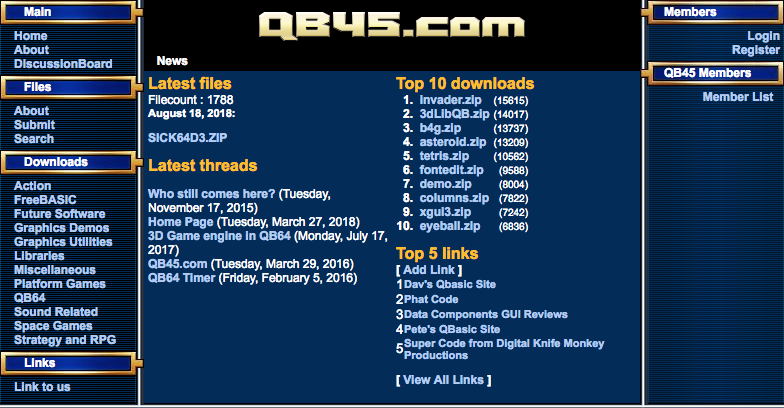 Main
Home
About
DiscussionBoard
Files
About
Submit
Search
Downloads
Action
FreeBASIC
Future Software
Graphics Demos
Graphics Utilities
Libraries
Miscellaneous
Platform Games
QB64
Sound Related
Space Games
Strategy and RPG
Links
Link to us
QB45.com
News
Latest files
Filecount : 1788
August 18, 2018:
SICK64D3.ZIP
Latest threads
Who still comes here? (Tuesday,
November 17, 2015)
Home Page (Tuesday, March 27, 2018)
3D Game engine in QB64 (Monday, July 17,
2017)
QB45.com (Tuesday, March 29, 2016)
QB64 Timer (Friday, February 5, 2016)
Top 10 downloads
1. invader.zip (15615)
2. 3dLibQB.zip (14017)
3. b4g.zip (13737)
4. asteroid.zip (13209)
5. tetris.zip (10562)
6. fontedit.zip (9588)
7. demo.zip (8004)
8. columns.zip (7822)
9. xgui3.zip (7242)
10. eyeball.zip (6836)
Top 5 links
[ Add Link ]
1 Dav's Qbasic Site
2 Phat Code
3 Data Components GUI Reviews
4 Pete's QBasic Site
5 Super Code from Digital Knife Monkey
Productions
[ View All Links ]
Members
Login
Register
QB45 Members
Member List